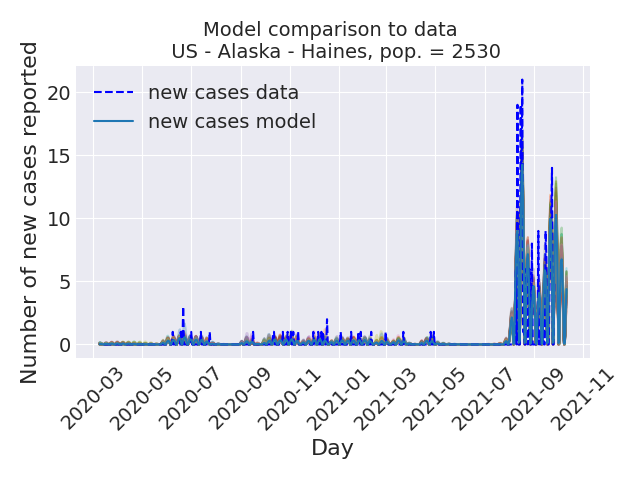 Model comparison to data
US - Alaska - Haines, pop. = 2530
Number of new cases reported
20
15
10
5
0
new cases data
new cases model
2020-03
2020-05
2020-07
2020-09
2020-11
2021-01
2021-03
2021-05
2021-07
2021-09
2021-11
Day